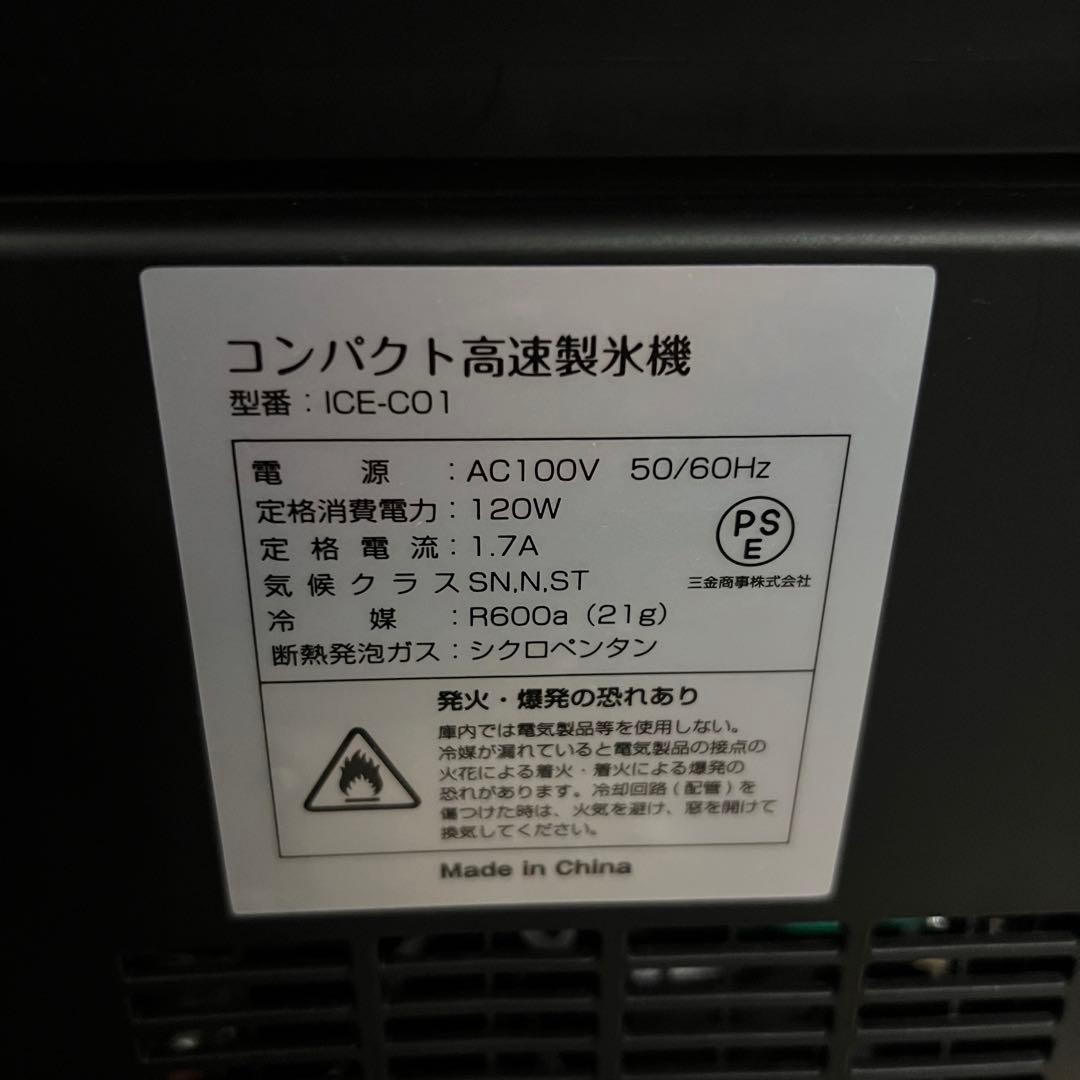 コンパクト高速製氷機
型番：ICE-C01
電源：AC100V 50/60Hz
定格消費電力：120W
定格電流：1.7A
気候クラス SN,N,ST
冷媒：R600a（21g）
断熱発泡ガス：シクロペンタン
PSE
三金商事株式会社
発火・爆発の恐れあり
庫内では電気製品等を使用しない。
冷媒が漏れていると電気製品の接点の
火花による着火・着火による爆発の
恐れがあります。冷却回路(配管)を
傷つけた時は、火気を避け、窓を開けて
換気してください。
Made in China